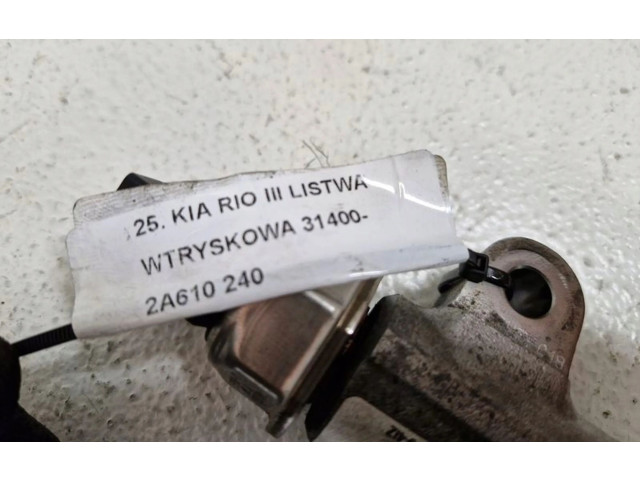 25. KIA RIO III LISTWA
WTRYSKOWA 31400-
2A610 240